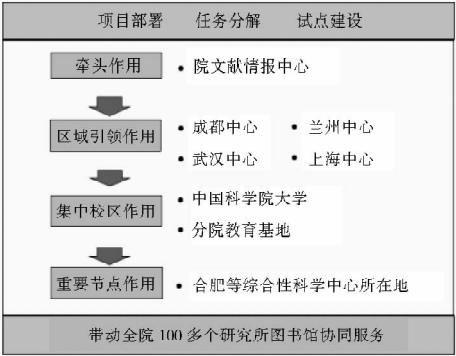 项目部署 任务分解 试点建设
牵头作用 • 院文献情报中心
区域引领作用 • 成都中心 • 兰州中心
• 武汉中心 • 上海中心
集中校区作用 • 中国科学院大学
• 分院教育基地
重要节点作用 • 合肥等综合性科学中心所在地
带动全院 100 多个研究所图书馆协同服务